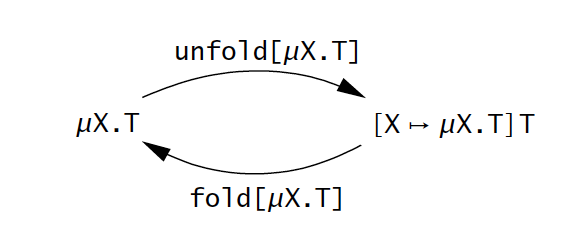 unfold[μX.T]
μX.T
[X ↦ μX.T]T
fold[μX.T]